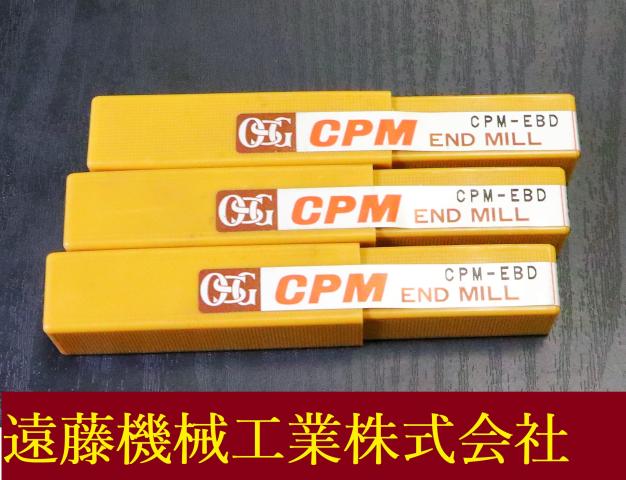 OSG CPM CPM-EBD
END MILL
OSG CPM CPM-EBD
END MILL
OSG CPM CPM-EBD
END MILL
遠藤機械工業株式会社